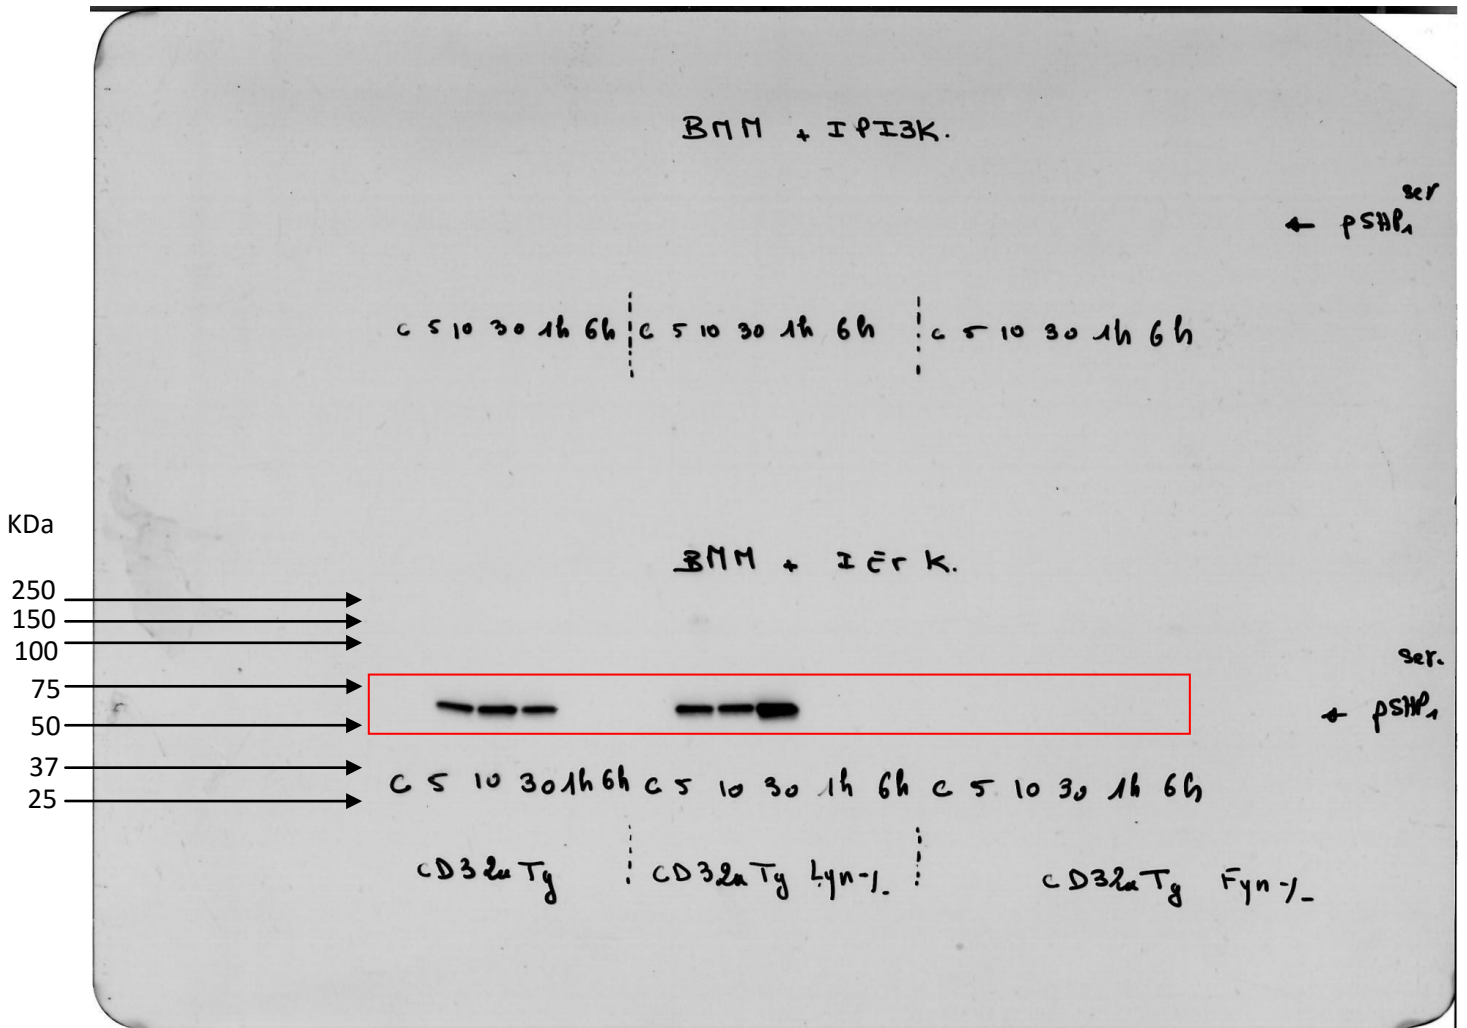 BMM + IPI3K.
ser
← pSHP1
c 5 10 30 1h 6h c 5 10 30 1h 6h c 5 10 30 1h 6h
KDa
BMM + IErK.
250
150
100
ser.
75
← pSHP1
50
37
c 5 10 30 1h 6h c 5 10 30 1h 6h c 5 10 30 1h 6h
25
CD32a Tg CD32a Tg Lyn-/- CD32a Tg Fyn-/-